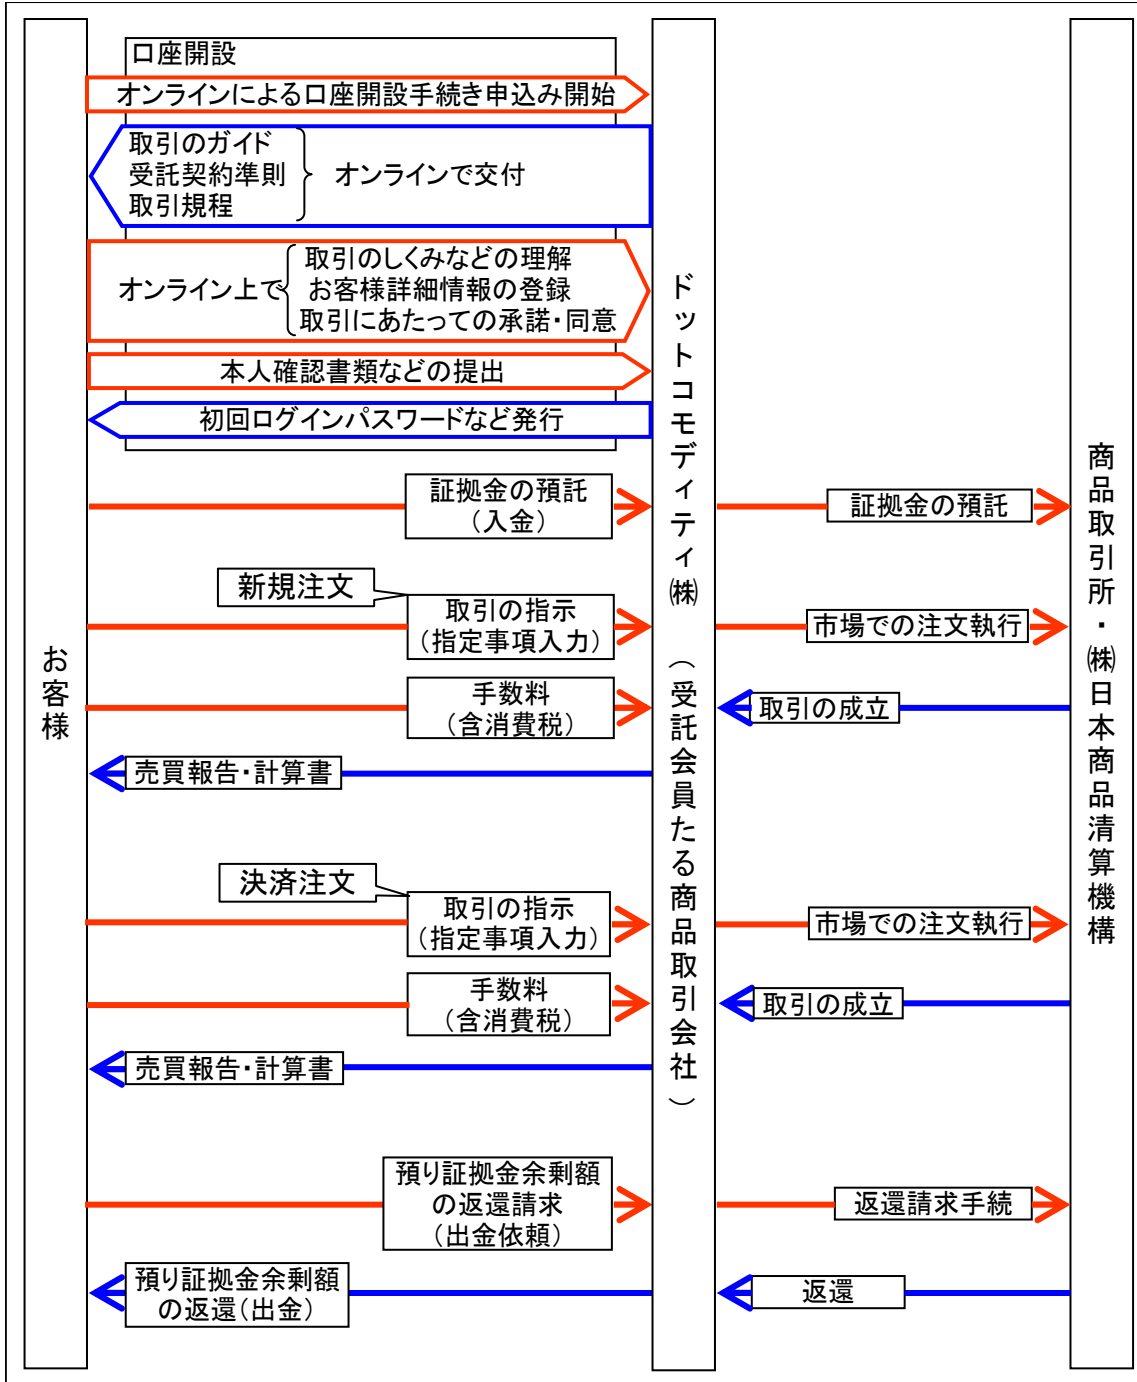 口座開設
オンラインによる口座開設手続き申込み開始
取引のガイド
受託契約準則
取引規程
オンラインで交付
オンライン上で
取引のしくみなどの理解
お客様詳細情報の登録
取引にあたっての承諾・同意
本人確認書類などの提出
初回ログインパスワードなど発行
証拠金の預託
（入金）
証拠金の預託
新規注文
取引の指示
（指定事項入力）
市場での注文執行
手数料
（含消費税）
取引の成立
売買報告・計算書
決済注文
取引の指示
（指定事項入力）
市場での注文執行
手数料
（含消費税）
取引の成立
売買報告・計算書
預り証拠金余剰額
の返還請求
（出金依頼）
返還請求手続
預り証拠金余剰額
の返還（出金）
返還
お客様
ドットコモディティ㈱　（受託会員たる商品取引会社）
商品取引所・㈱日本商品清算機構